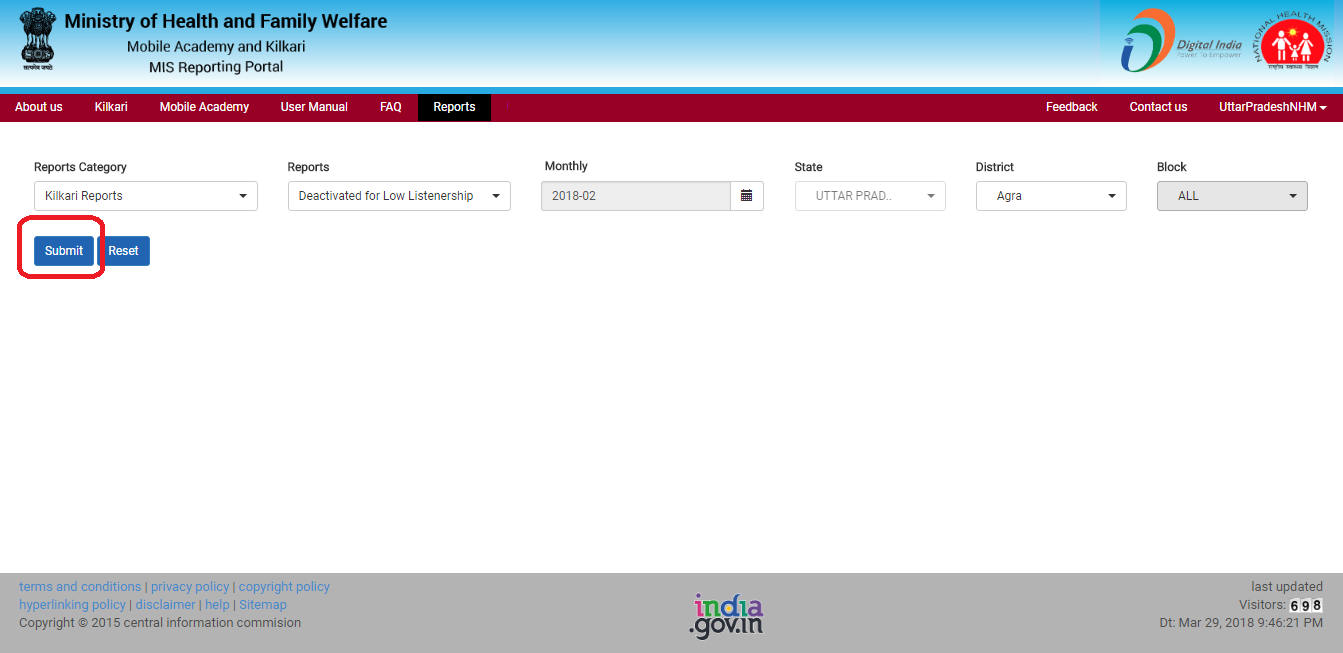 Ministry of Health and Family Welfare
Mobile Academy and Kilkari
MIS Reporting Portal
सत्यमेव जयते
Digital India
Power To Empower
NATIONAL HEALTH MISSION
About us Kilkari Mobile Academy User Manual FAQ Reports Feedback Contact us UttarPradeshNHM
Reports Category Reports Monthly State District Block
Kilkari Reports Deactivated for Low Listenership 2018-02 UTTAR PRAD.. Agra ALL
Submit Reset
terms and conditions | privacy policy | copyright policy
hyperlinking policy | disclaimer | help | Sitemap
Copyright © 2015 central information commision
india
.gov.in
last updated
Visitors: 698
Dt: Mar 29, 2018 9:46:21 PM